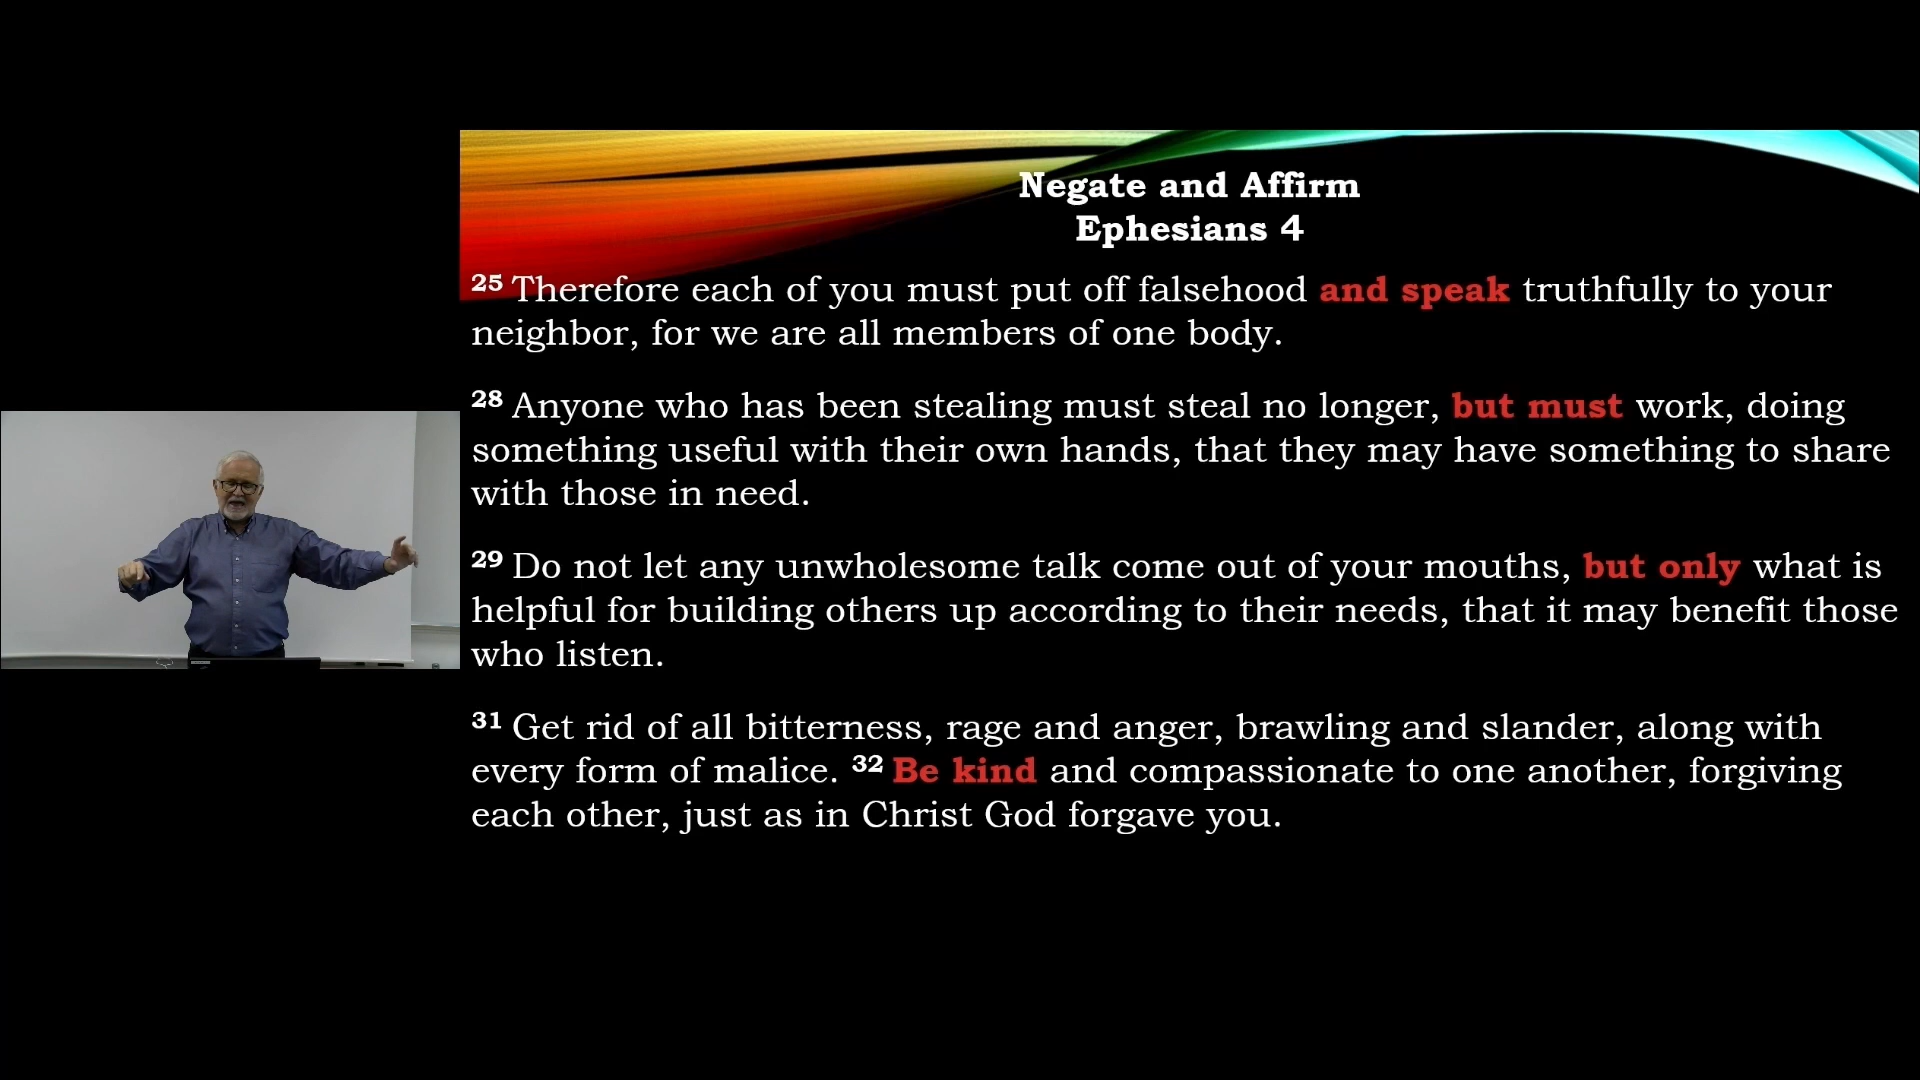 Negate and Affirm
Ephesians 4
25 Therefore each of you must put off falsehood and speak truthfully to your
neighbor, for we are all members of one body.
28 Anyone who has been stealing must steal no longer, but must work, doing
something useful with their own hands, that they may have something to share
with those in need.
29 Do not let any unwholesome talk come out of your mouths, but only what is
helpful for building others up according to their needs, that it may benefit those
who listen.
31 Get rid of all bitterness, rage and anger, brawling and slander, along with
every form of malice. 32 Be kind and compassionate to one another, forgiving
each other, just as in Christ God forgave you.